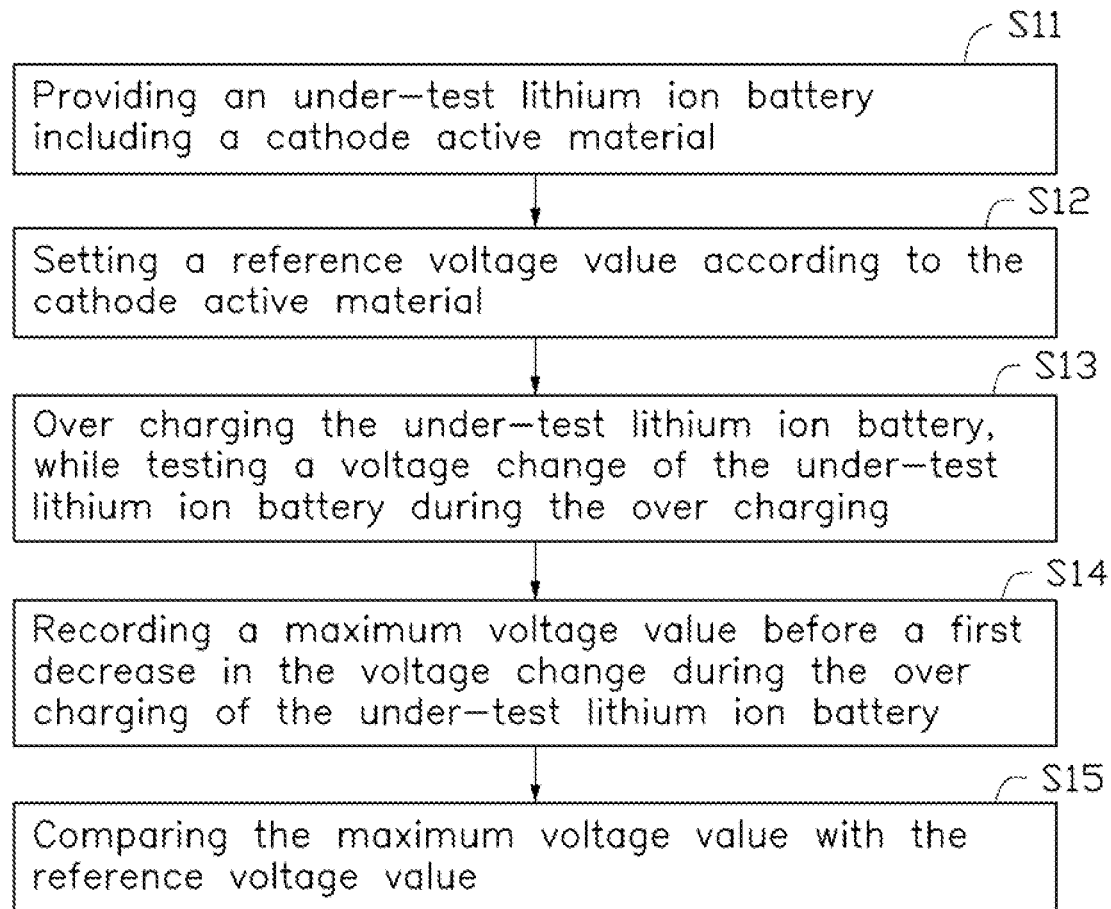 S11
Providing an under-test lithium ion battery
including a cathode active material
S12
Setting a reference voltage value according to the
cathode active material
S13
Over charging the under-test lithium ion battery,
while testing a voltage change of the under-test
lithium ion battery during the over charging
S14
Recording a maximum voltage value before a first
decrease in the voltage change during the over
charging of the under-test lithium ion battery
S15
Comparing the maximum voltage value with the
reference voltage value